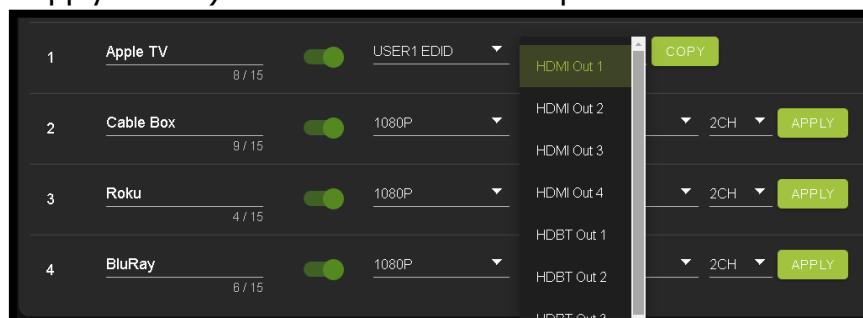 1 Apple TV USER1 EDID HDMI Out 1 COPY
8 / 15
HDMI Out 2
2 Cable Box 1080P 2CH APPLY
9 / 15
HDMI Out 3
3 Roku 1080P HDMI Out 4 2CH APPLY
4 / 15
HDBT Out 1
4 BluRay 1080P HDBT Out 2 2CH APPLY
6 / 15